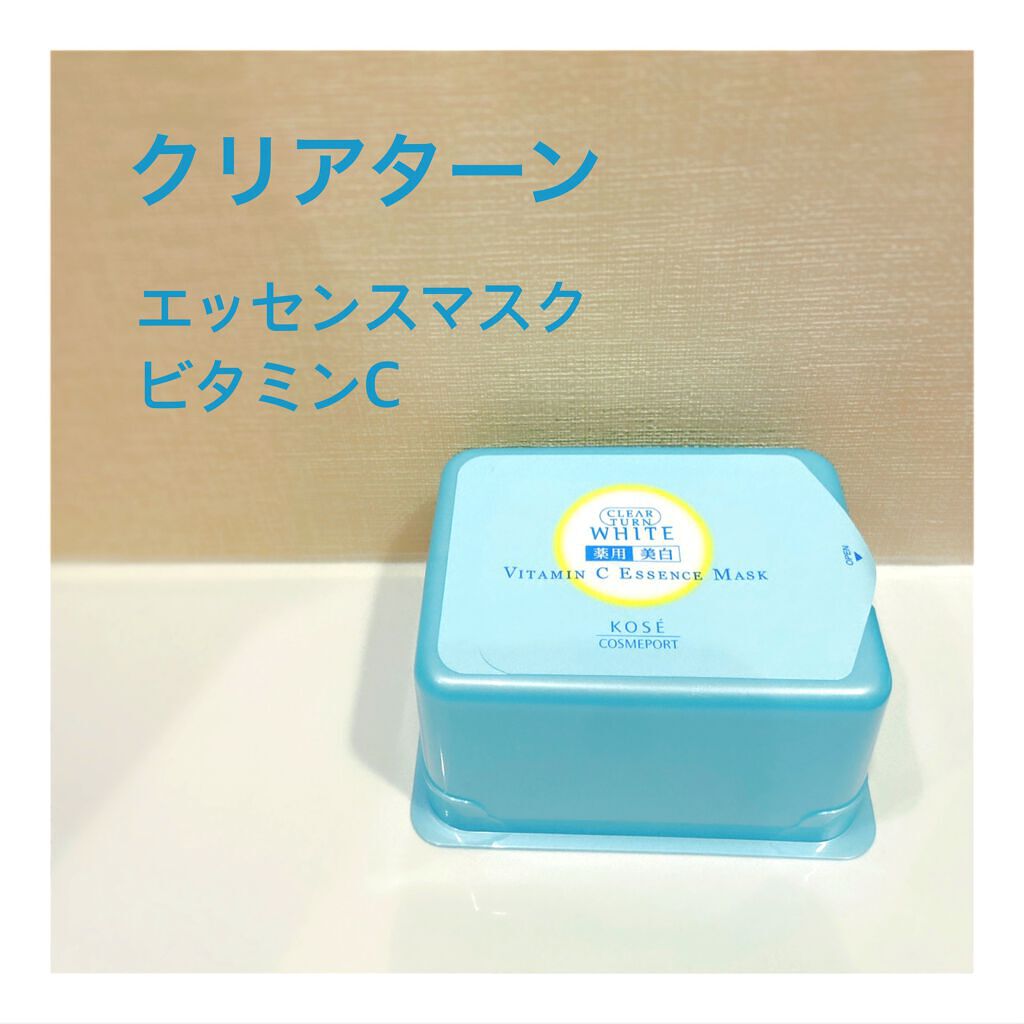 クリアターン
エッセンスマスク
ビタミンC
CLEAR
TURN
WHITE
薬用 美白
VITAMIN C ESSENCE MASK
KOSÉ
COSMEPORT
OPEN